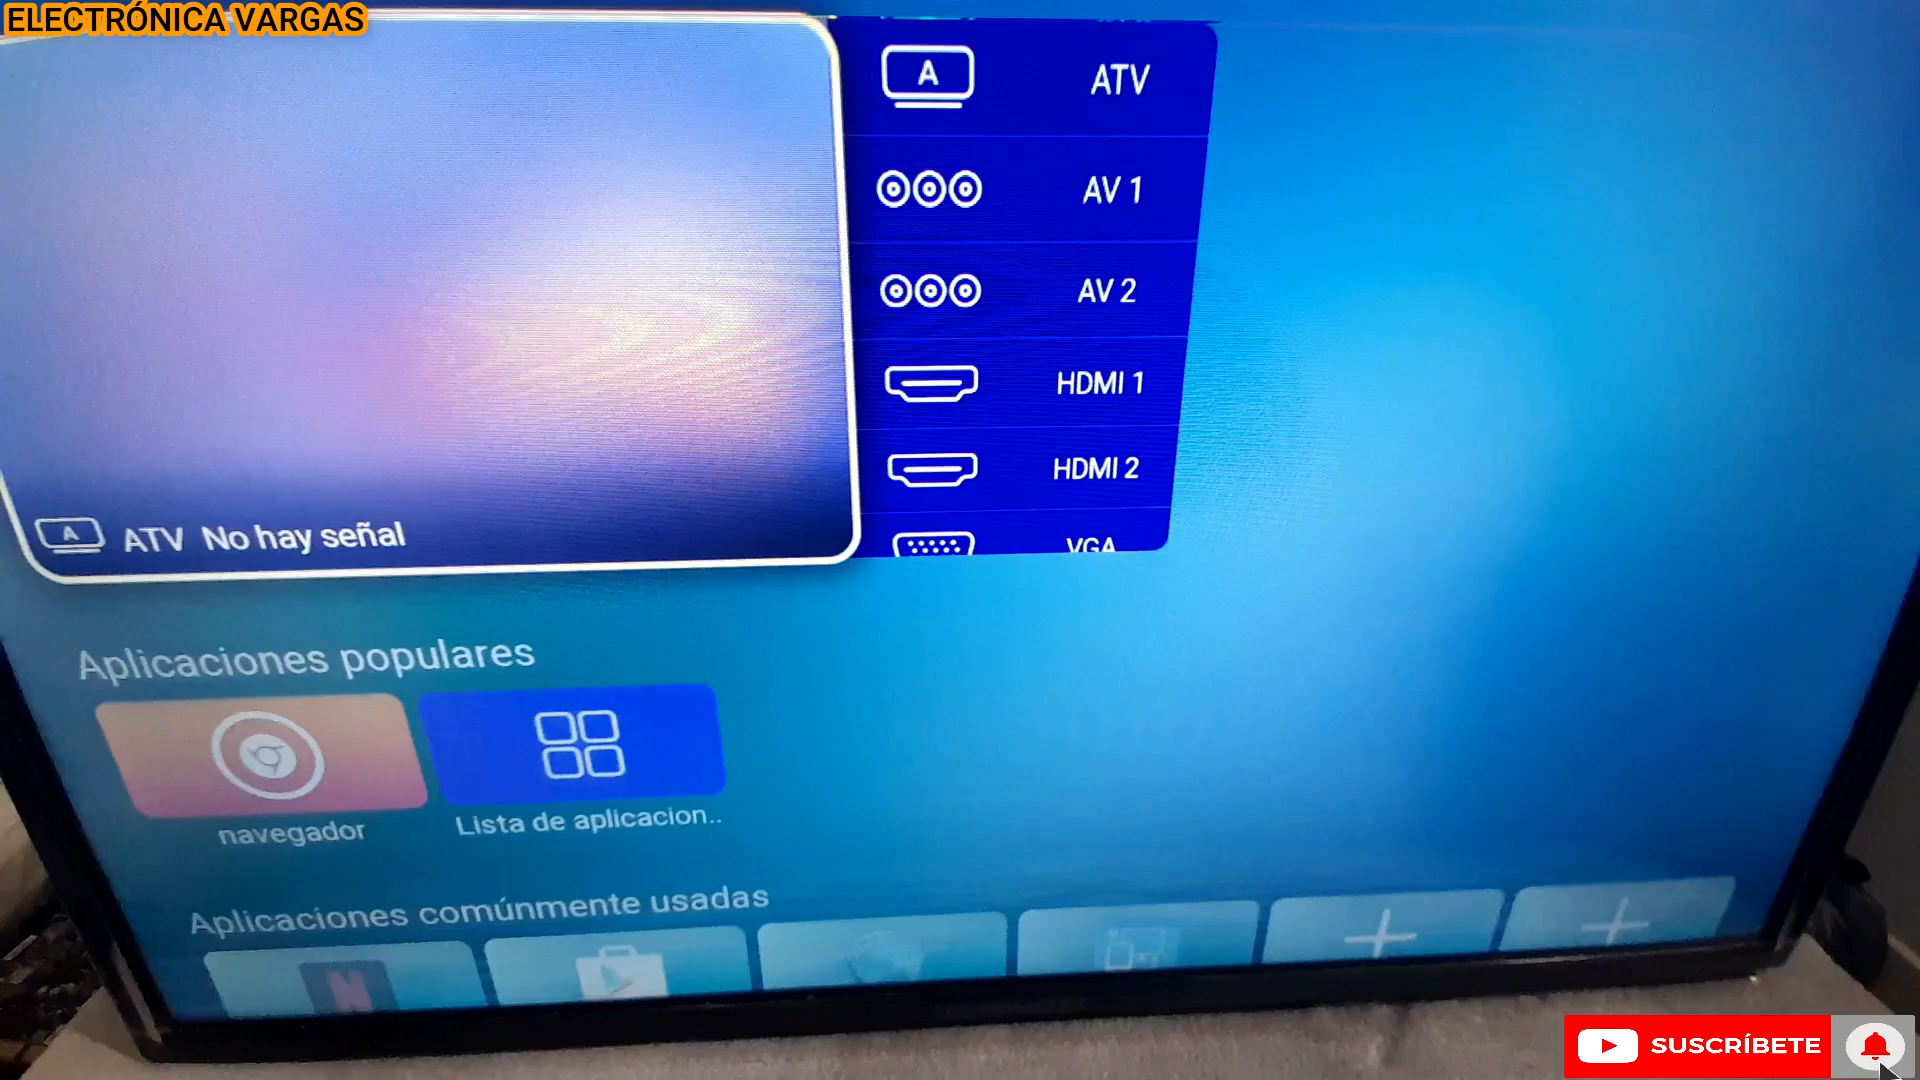 ELECTRÓNICA VARGAS
A ATV
AV 1
AV 2
HDMI 1
HDMI 2
VGA
A ATV No hay señal
Aplicaciones populares
navegador
Lista de aplicacion..
Aplicaciones comúnmente usadas
N
SUSCRÍBETE